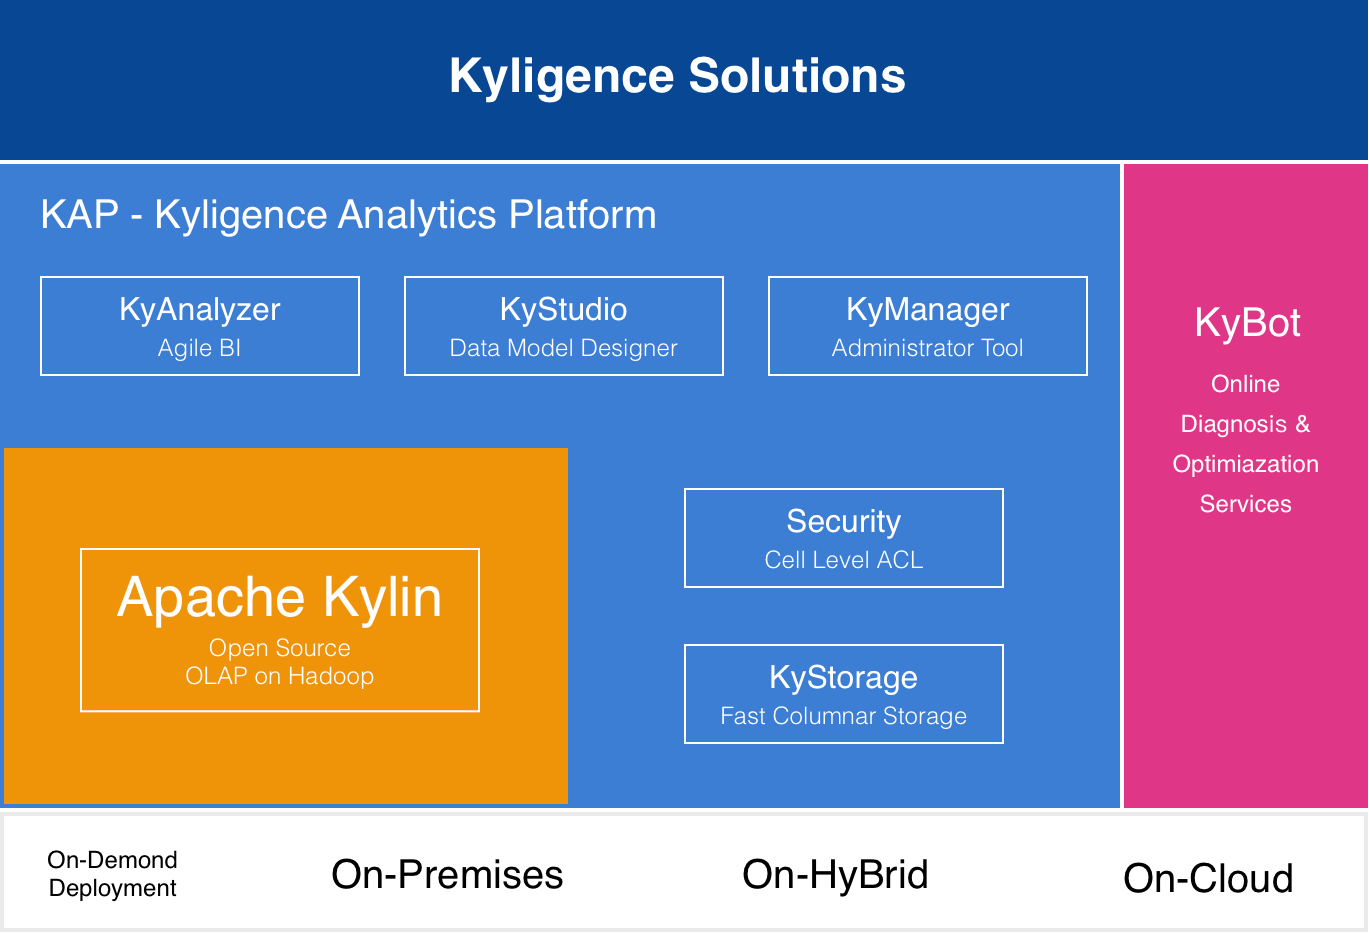 Kyligence Solutions
KAP - Kyligence Analytics Platform
KyAnalyzer
Agile BI
KyStudio
Data Model Designer
KyManager
Administrator Tool
KyBot
Online
Diagnosis &
Optimiazation
Services
Apache Kylin
Open Source
OLAP on Hadoop
Security
Cell Level ACL
KyStorage
Fast Columnar Storage
On-Demond
Deployment
On-Premises
On-HyBrid
On-Cloud